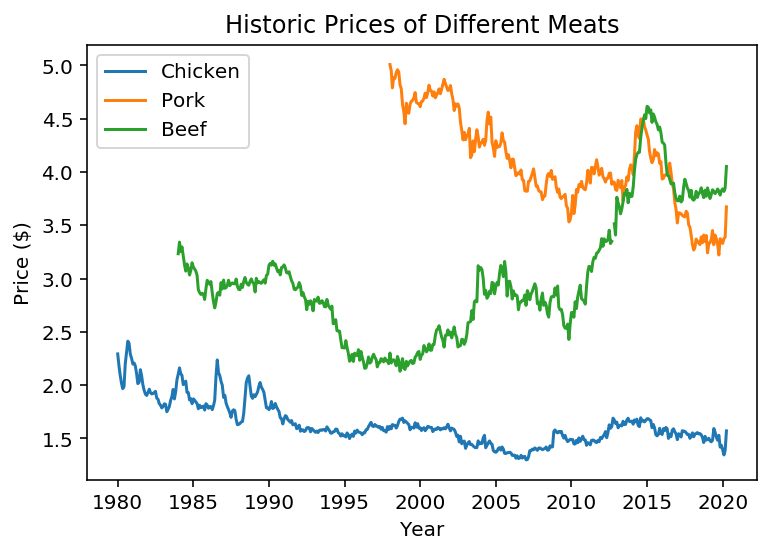 Historic Prices of Different Meats
Chicken
Pork
Beef
Price ($)
5.0
4.5
4.0
3.5
3.0
2.5
2.0
1.5
1980 1985 1990 1995 2000 2005 2010 2015 2020
Year